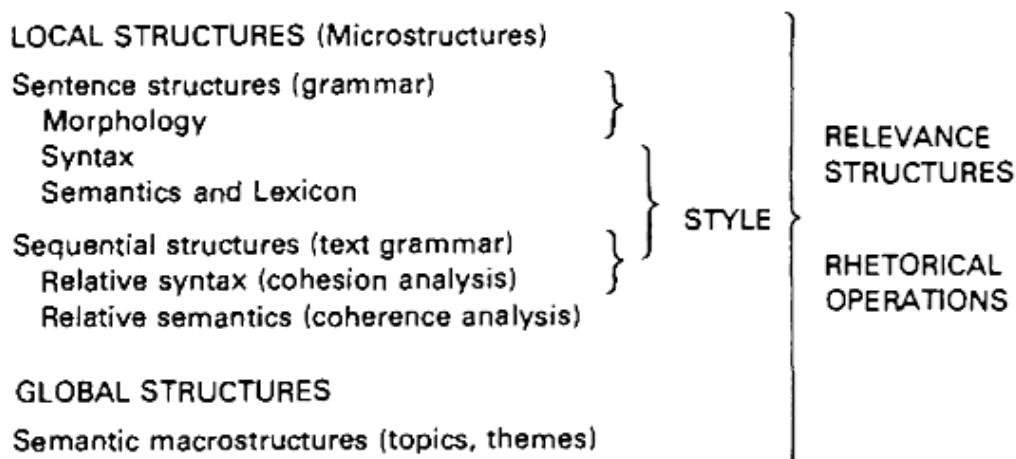 LOCAL STRUCTURES (Microstructures)
Sentence structures (grammar)
Morphology
Syntax
Semantics and Lexicon
Sequential structures (text grammar)
Relative syntax (cohesion analysis)
Relative semantics (coherence analysis)
GLOBAL STRUCTURES
Semantic macrostructures (topics, themes)
STYLE
RELEVANCE
STRUCTURES
RHETORICAL
OPERATIONS